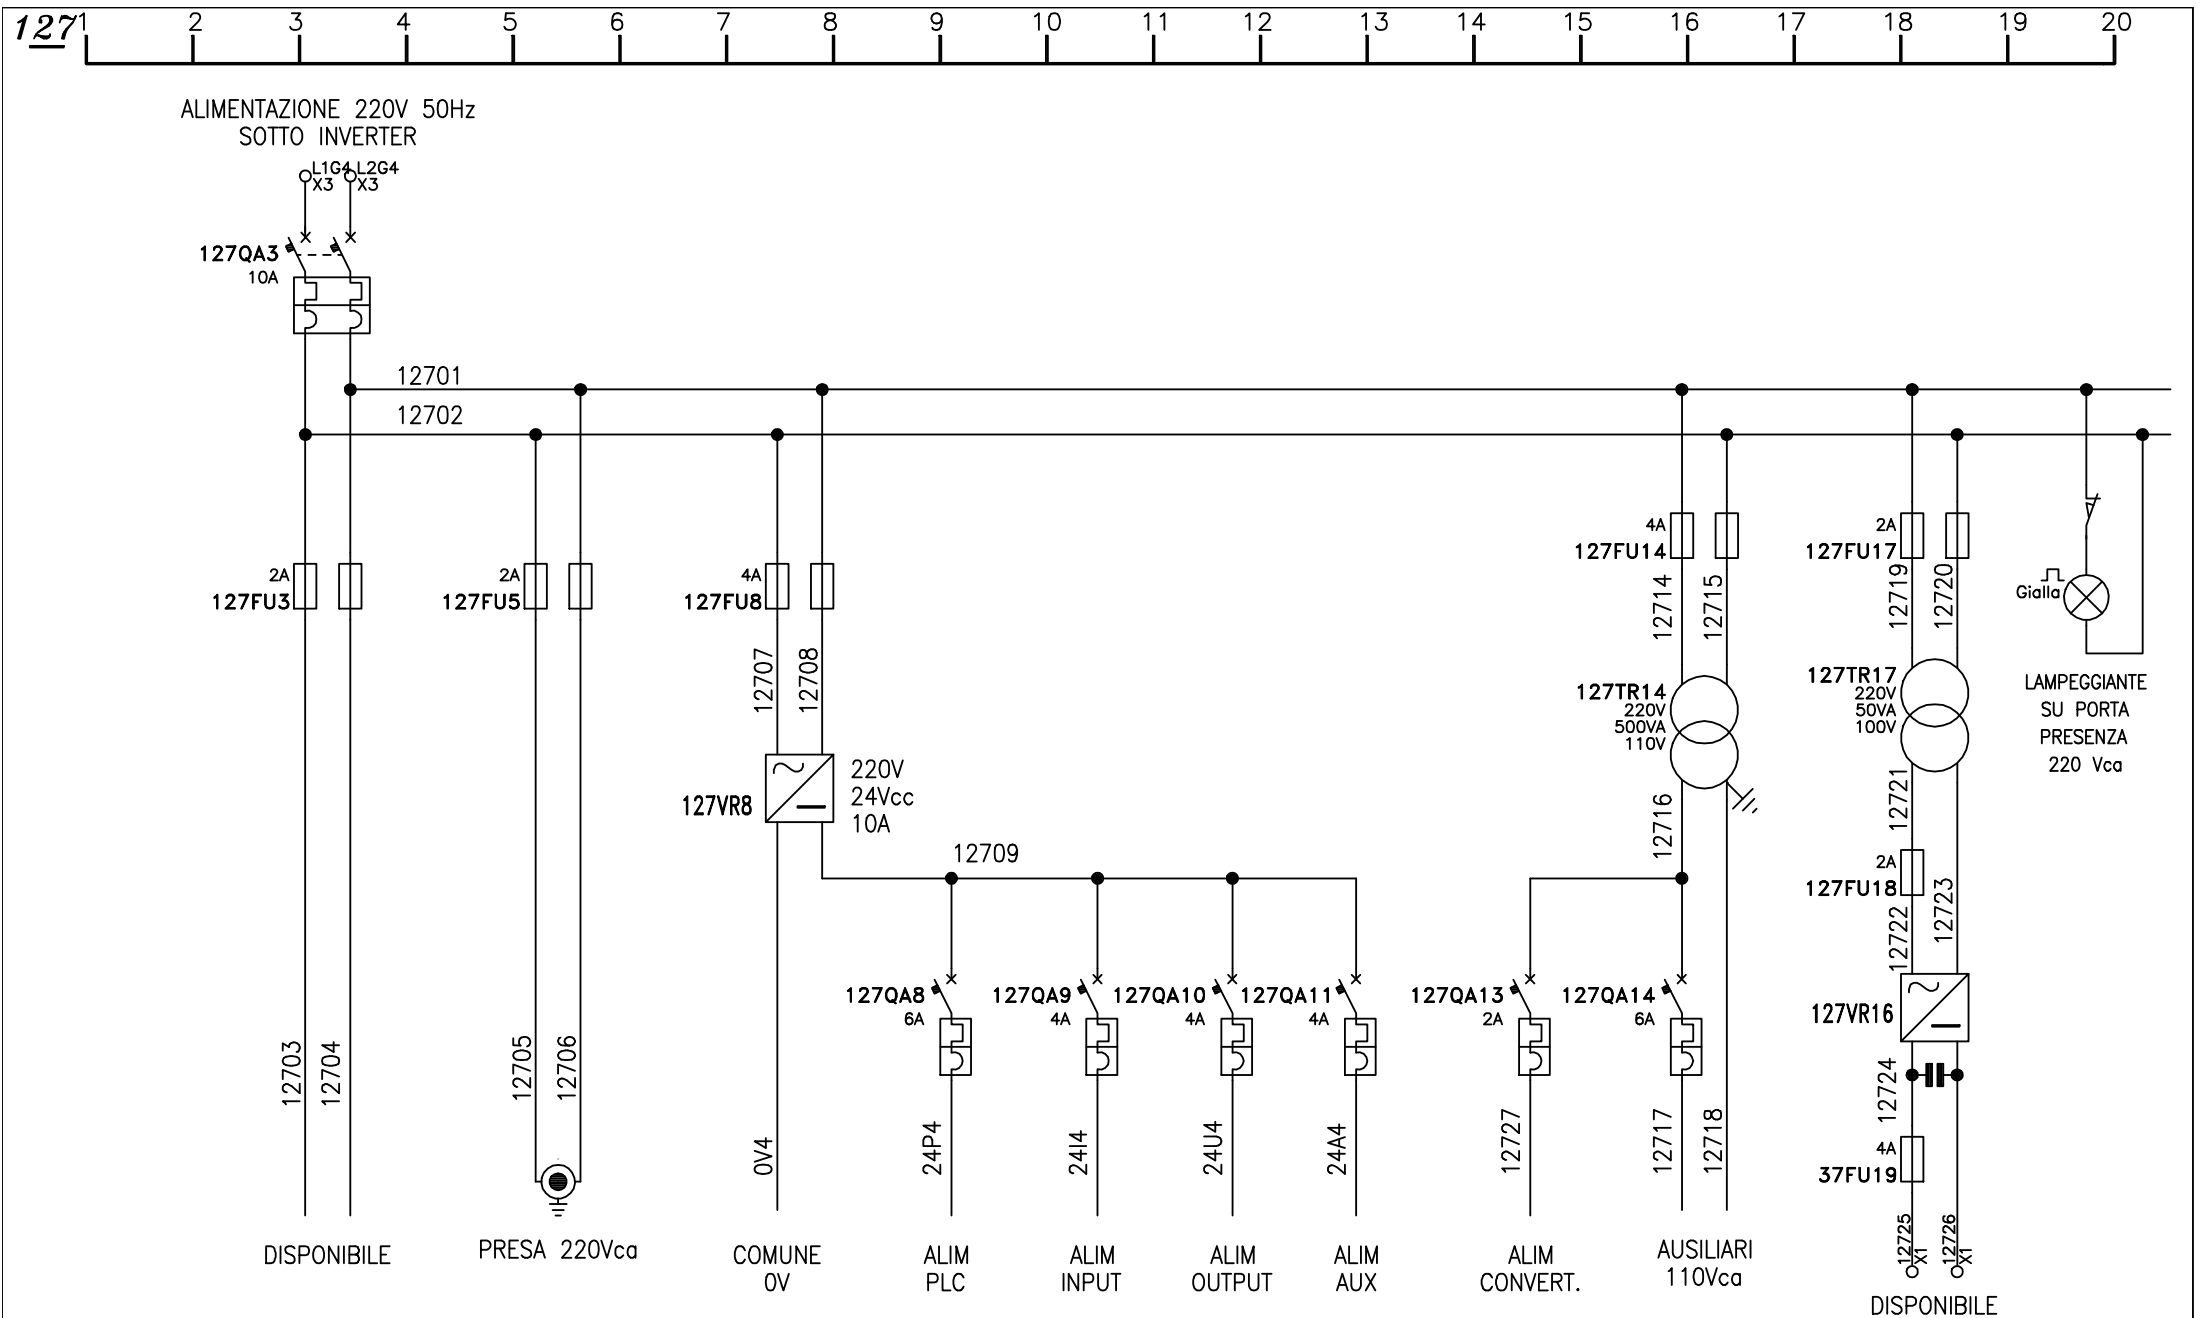 127
1 2 3 4 5 6 7 8 9 10 11 12 13 14 15 16 17 18 19 20
ALIMENTAZIONE 220V 50Hz
SOTTO INVERTER
L1G4 L2G4
X3 X3
127QA3
10A
12701
12702
2A
127FU3
2A
127FU5
4A
127FU8
4A
127FU14
2A
127FU17
12714
12715
12719
12720
Gialla
LAMPEGGIANTE
SU PORTA
PRESENZA
220 Vca
12707
12708
127TR14
220V
500VA
110V
127TR17
220V
50VA
100V
127VR8
220V
24Vcc
10A
12709
12716
12721
2A
127FU18
12722
12723
127QA8
6A
127QA9
4A
127QA10
4A
127QA11
4A
127QA13
2A
127QA14
6A
127VR16
12703
12704
12705
12706
0V4
24P4
24I4
24U4
24A4
12727
12717
12718
12724
4A
37FU19
12725
X1
12726
X1
DISPONIBILE
PRESA 220Vca
COMUNE
0V
ALIM
PLC
ALIM
INPUT
ALIM
OUTPUT
ALIM
AUX
ALIM
CONVERT.
AUSILIARI
110Vca
DISPONIBILE